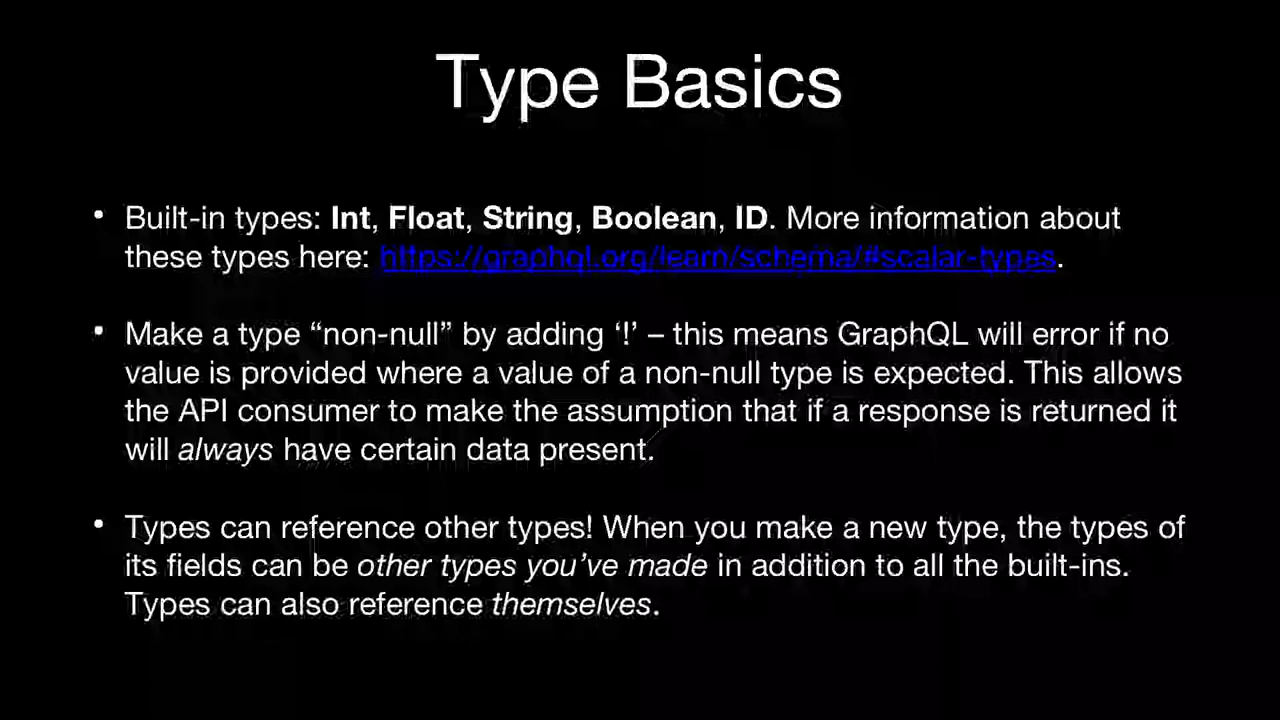 Type Basics
• Built-in types: Int, Float, String, Boolean, ID. More information about
these types here: https://graphql.org/learn/schema/#scalar-types.
• Make a type “non-null” by adding ‘!’ – this means GraphQL will error if no
value is provided where a value of a non-null type is expected. This allows
the API consumer to make the assumption that if a response is returned it
will always have certain data present.
• Types can reference other types! When you make a new type, the types of
its fields can be other types you’ve made in addition to all the built-ins.
Types can also reference themselves.